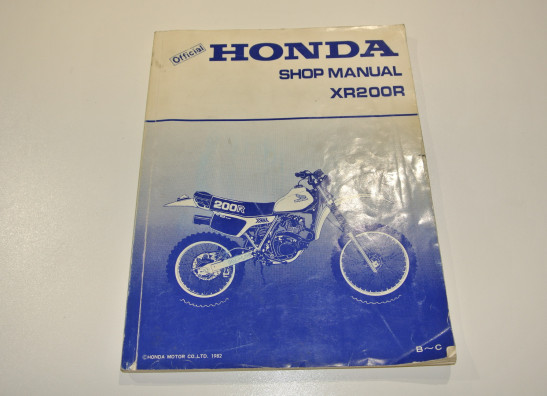 Official
HONDA
SHOP MANUAL
XR200R
200R
©HONDA MOTOR CO.,LTD. 1982
B~C